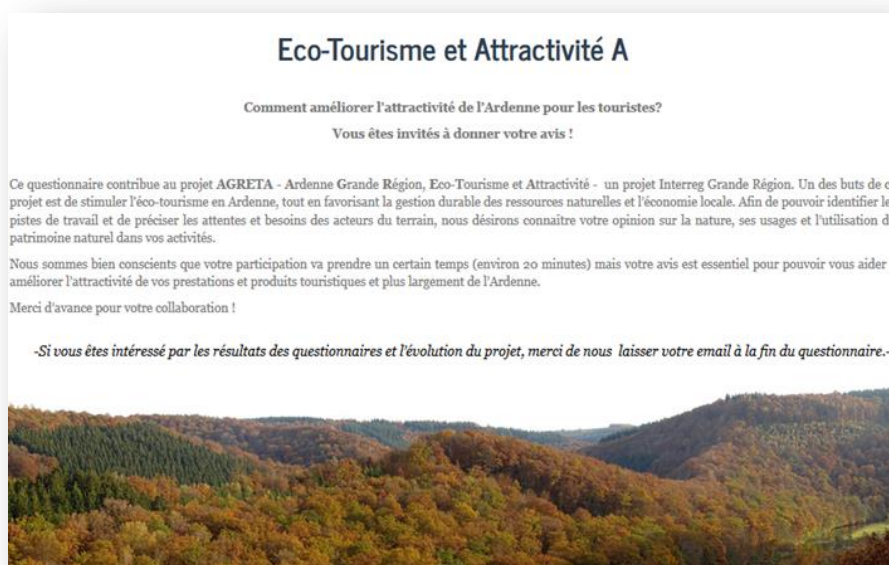 Eco-Tourisme et Attractivité A
Comment améliorer l'attractivité de l'Ardenne pour les touristes?
Vous êtes invités à donner votre avis !
Ce questionnaire contribue au projet AGRETA - Ardenne Grande Région, Eco-Tourisme et Attractivité - un projet Interreg Grande Région. Un des buts de
projet est de stimuler l'éco-tourisme en Ardenne, tout en favorisant la gestion durable des ressources naturelles et l'économie locale. Afin de pouvoir identifier
pistes de travail et de préciser les attentes et besoins des acteurs du terrain, nous désirons connaître votre opinion sur la nature, ses usages et l'utilisation
patrimoine naturel dans vos activités.
Nous sommes bien conscients que votre participation va prendre un certain temps (environ 20 minutes) mais votre avis est essentiel pour pouvoir vous aider
améliorer l'attractivité de vos prestations et produits touristiques et plus largement de l'Ardenne.
Merci d'avance pour votre collaboration !
-Si vous êtes intéressé par les résultats des questionnaires et l'évolution du projet, merci de nous laisser votre email à la fin du questionnaire.-